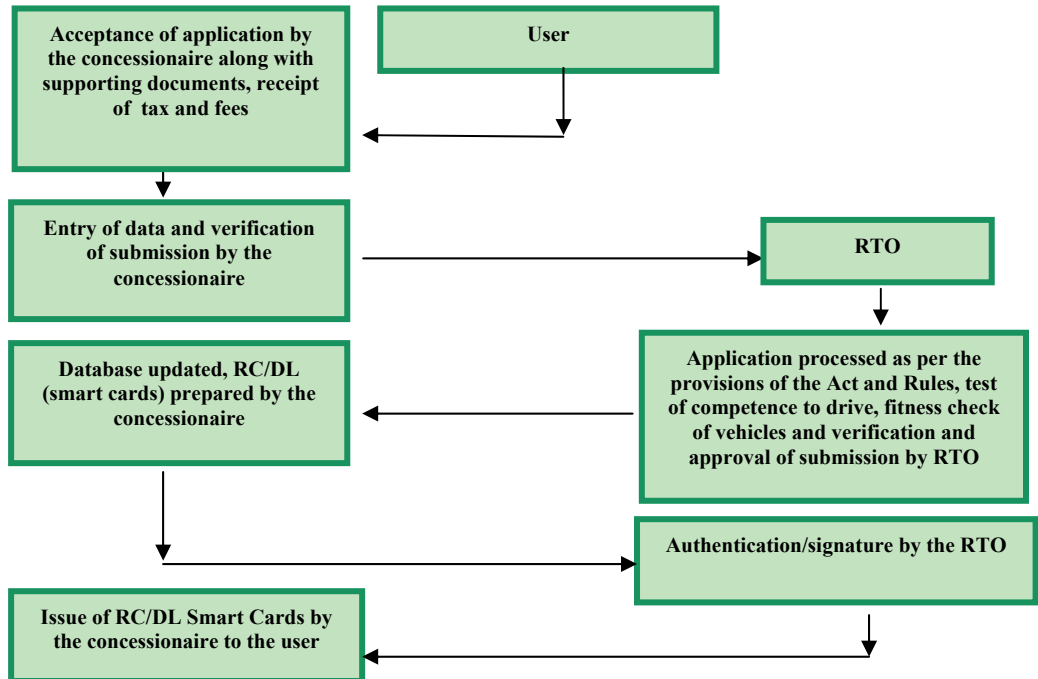 User
Acceptance of application by
the concessionaire along with
supporting documents, receipt
of tax and fees
Entry of data and verification
of submission by the
concessionaire
RTO
Application processed as per the
provisions of the Act and Rules, test
of competence to drive, fitness check
of vehicles and verification and
approval of submission by RTO
Database updated, RC/DL
(smart cards) prepared by the
concessionaire
Authentication/signature by the RTO
Issue of RC/DL Smart Cards by
the concessionaire to the user